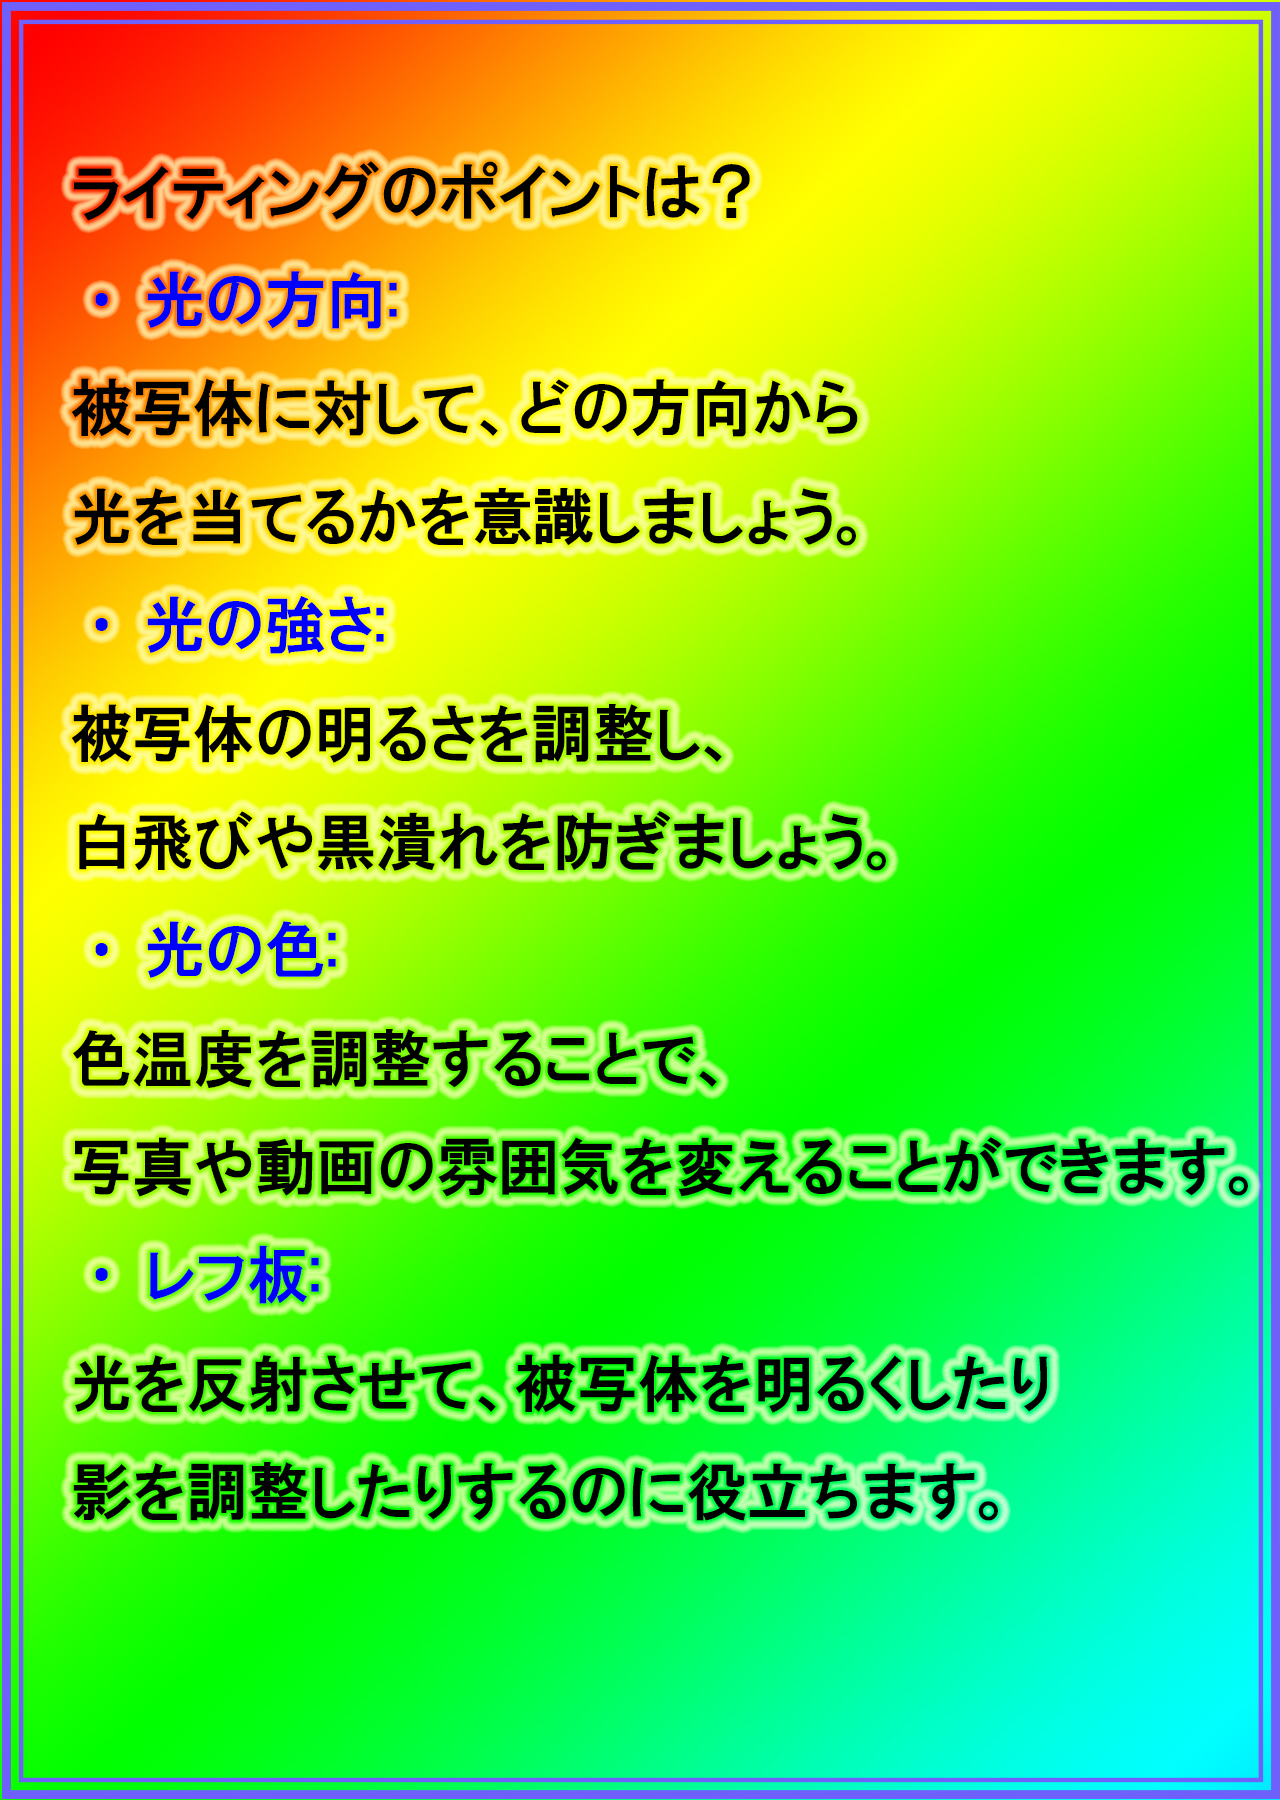 ライティングのポイントは？
・ 光の方向:
被写体に対して、どの方向から
光を当てるかを意識しましょう。
・ 光の強さ:
被写体の明るさを調整し、
白飛びや黒潰れを防ぎましょう。
・ 光の色:
色温度を調整することで、
写真や動画の雰囲気を変えることができます。
・ レフ板:
光を反射させて、被写体を明るくしたり
影を調整したりするのに役立ちます。